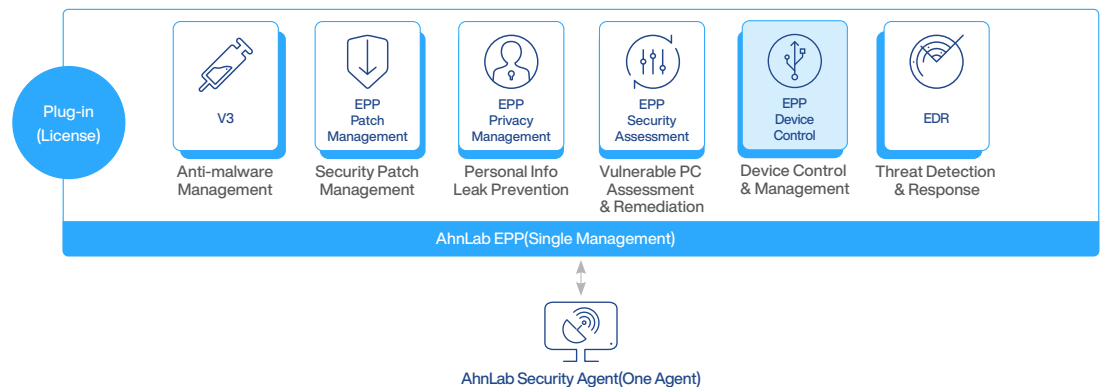 Plug-in
(License)
V3
Anti-malware
Management
EPP
Patch
Management
Security Patch
Management
EPP
Privacy
Management
Personal Info
Leak Prevention
EPP
Security
Assessment
Vulnerable PC
Assessment
& Remediation
EPP
Device
Control
Device Control
& Management
EDR
Threat Detection
& Response
AhnLab EPP(Single Management)
AhnLab Security Agent(One Agent)